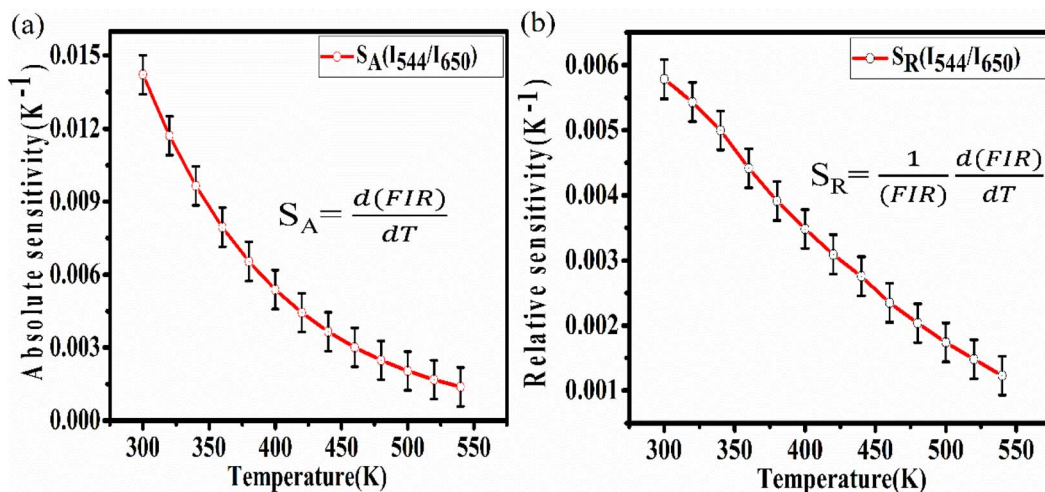 (a)
S_A(I_544/I_650)
0.015
0.012
0.009
0.006
0.003
0.000
Absolute sensitivity(K^-1)
S_A = d(FIR)/dT
300 350 400 450 500 550
Temperature(K)
(b)
S_R(I_544/I_650)
0.006
0.005
0.004
0.003
0.002
0.001
Relative sensitivity(K^-1)
S_R = 1/(FIR) d(FIR)/dT
300 350 400 450 500 550
Temperature(K)